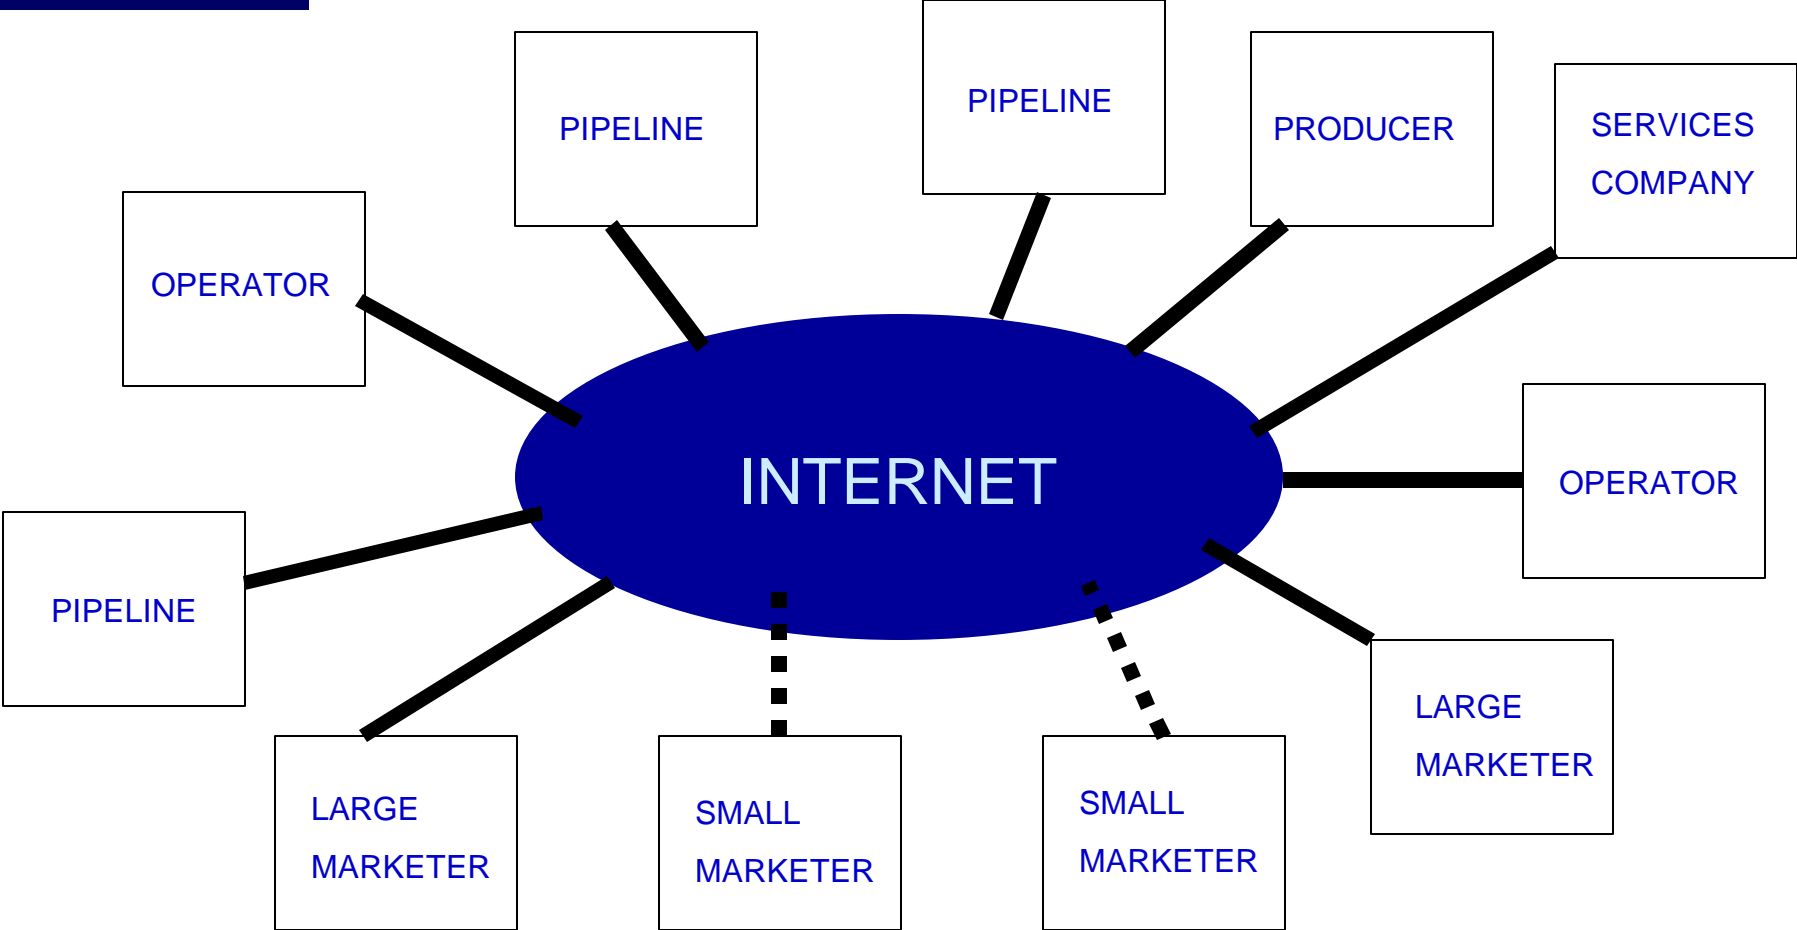 PIPELINE
PIPELINE
PRODUCER
SERVICES
COMPANY
OPERATOR
INTERNET
OPERATOR
PIPELINE
LARGE
MARKETER
SMALL
MARKETER
SMALL
MARKETER
LARGE
MARKETER